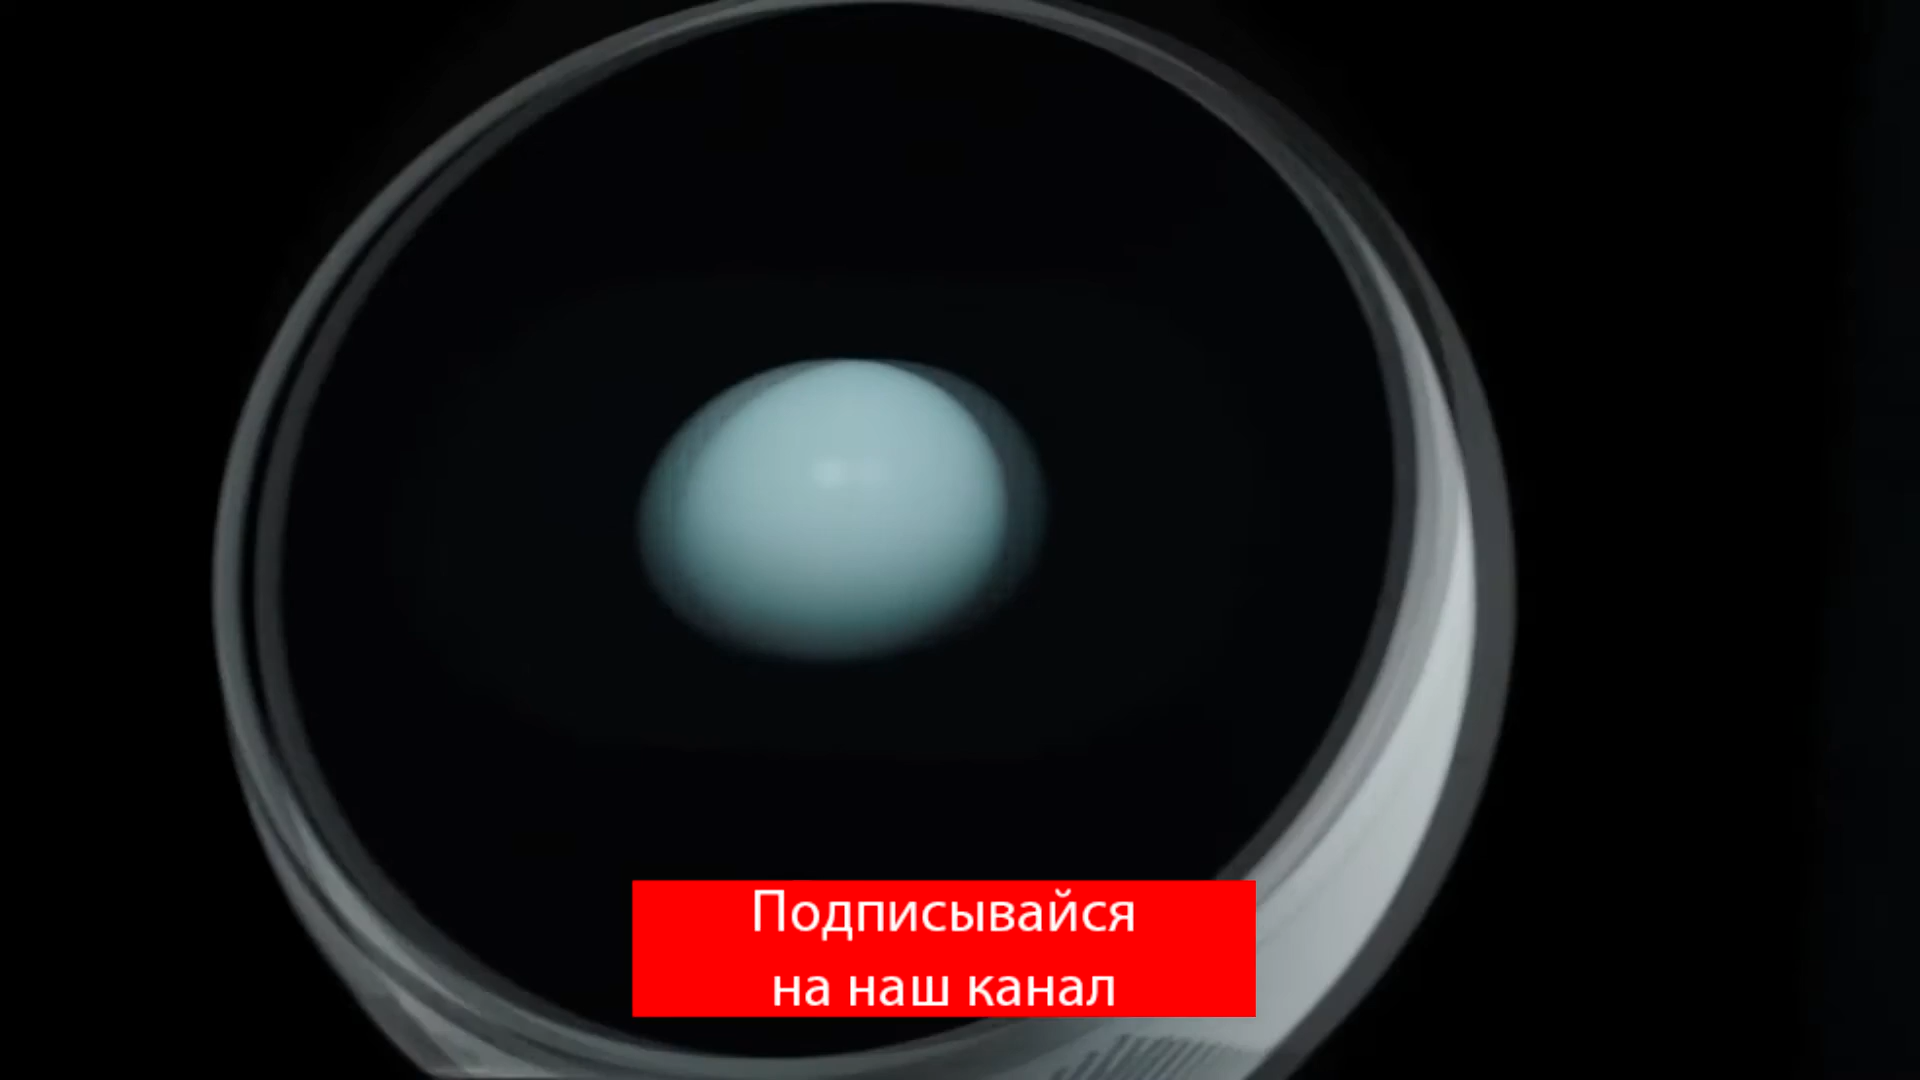 Подписывайся
на наш канал